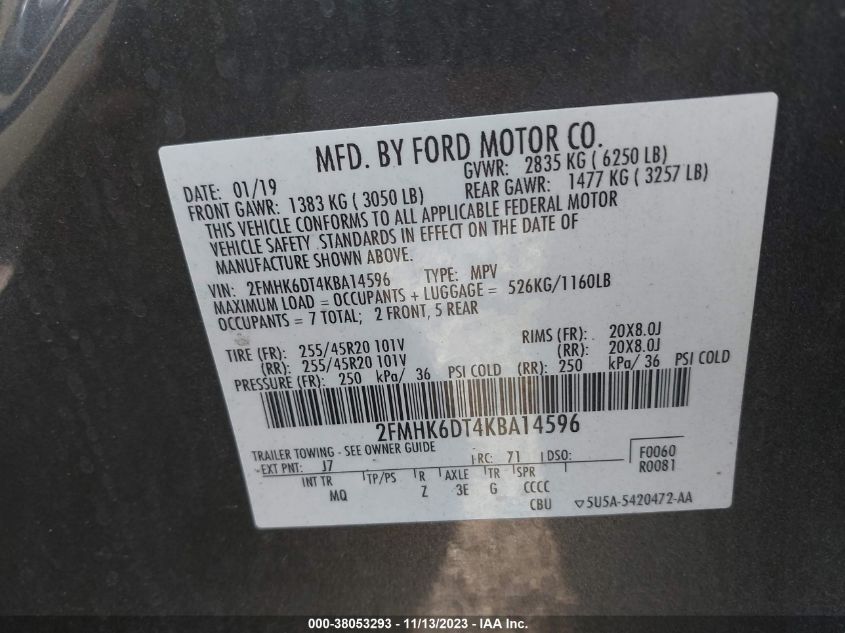 MFD. BY FORD MOTOR CO.
DATE: 01/19
GVWR: 2835 KG ( 6250 LB)
FRONT GAWR: 1383 KG ( 3050 LB)
REAR GAWR: 1477 KG ( 3257 LB)
THIS VEHICLE CONFORMS TO ALL APPLICABLE FEDERAL MOTOR
VEHICLE SAFETY STANDARDS IN EFFECT ON THE DATE OF
MANUFACTURE SHOWN ABOVE.
VIN: 2FMHK6DT4KBA14596 TYPE: MPV
MAXIMUM LOAD = OCCUPANTS + LUGGAGE = 526KG/1160LB
OCCUPANTS = 7 TOTAL; 2 FRONT, 5 REAR
TIRE (FR): 255/45R20 101V RIMS (FR): 20X8.0J
(RR): 255/45R20 101V (RR): 20X8.0J
PRESSURE (FR): 250 kPa/ 36 PSI COLD (RR): 250 kPa/ 36 PSI COLD
2FMHK6DT4KBA14596
TRAILER TOWING - SEE OWNER GUIDE
EXT PNT: J7 RC: 71 DSO: F0060
R0081
INT TR TP/PS R AXLE TR SPR
MQ Z 3E G CCCC
CBU ▽5U5A-5420472-AA
000-38053293 - 11/13/2023 - IAA Inc.